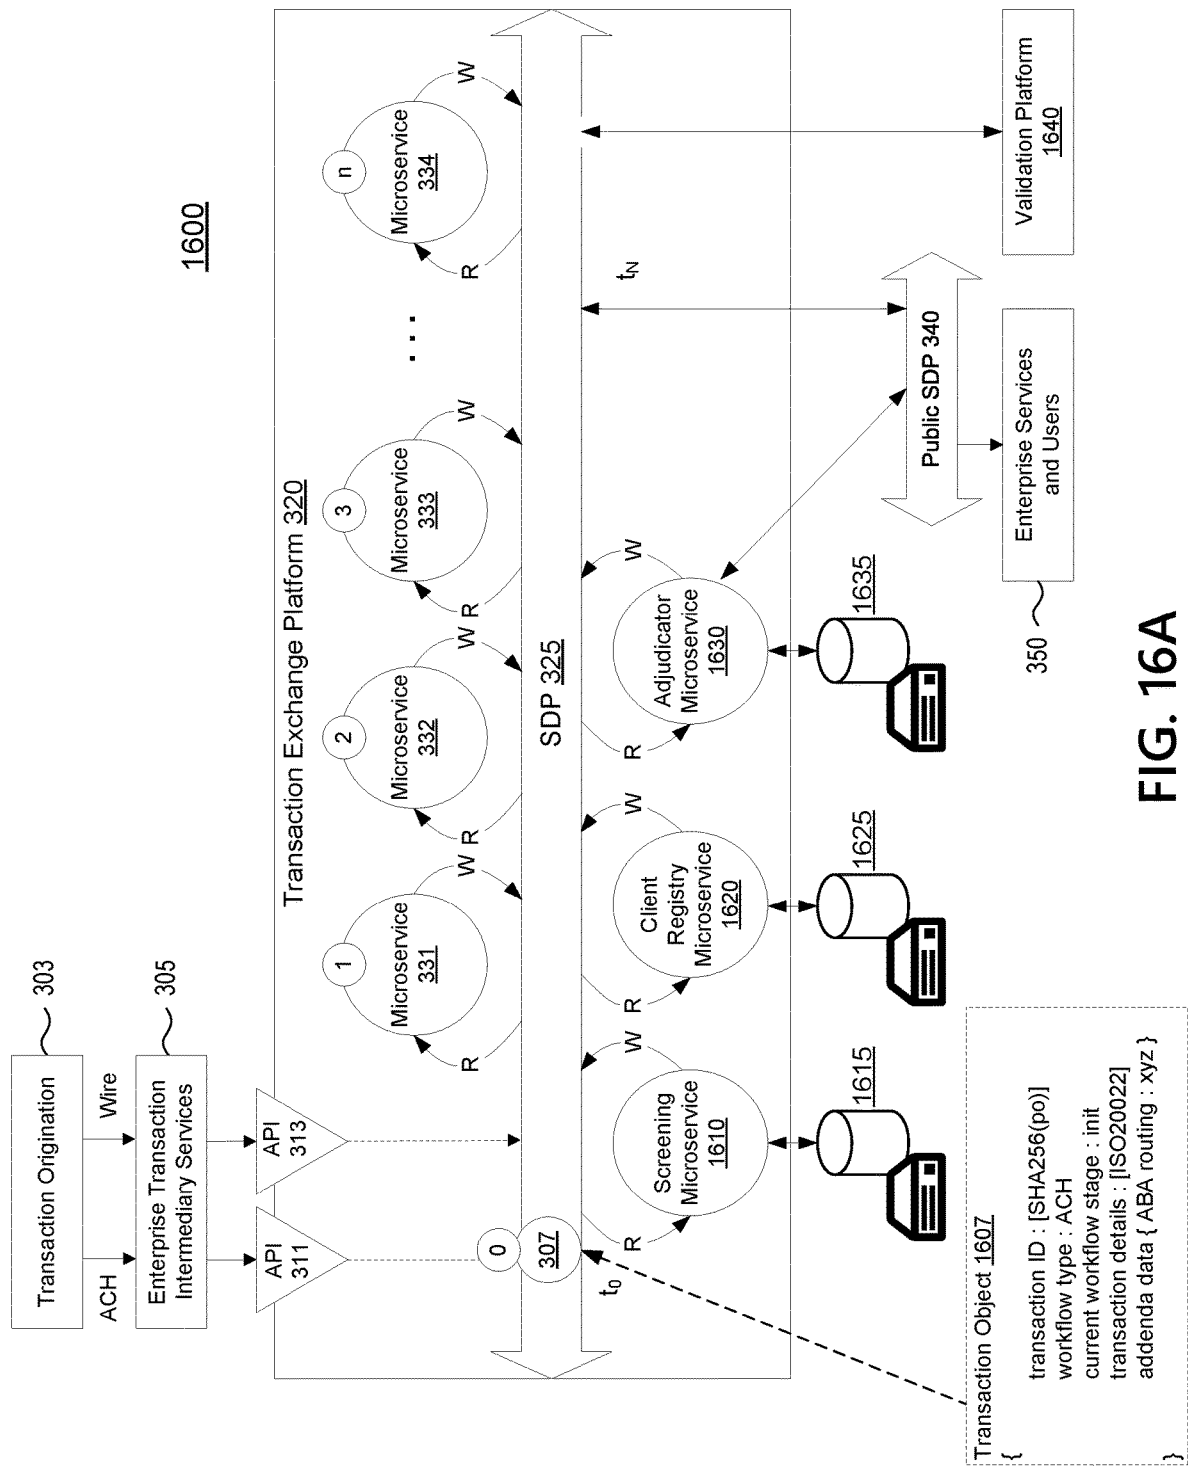 1600
Transaction Origination
303
ACH
Wire
Enterprise Transaction
Intermediary Services
305
API
311
API
313
Transaction Exchange Platform 320
1
Microservice
331
R
W
2
Microservice
332
R
W
3
Microservice
333
R
W
. . .
n
Microservice
334
R
W
0
307
t0
SDP 325
tN
R
W
Screening
Microservice
1610
R
W
Client
Registry
Microservice
1620
R
W
Adjudicator
Microservice
1630
1615
1625
1635
Public SDP 340
Enterprise Services
and Users
350
Validation Platform
1640
Transaction Object 1607
{
transaction ID : [SHA256(po)]
workflow type : ACH
current workflow stage : init
transaction details : [ISO20022]
addenda data { ABA routing : xyz }
}
FIG. 16A